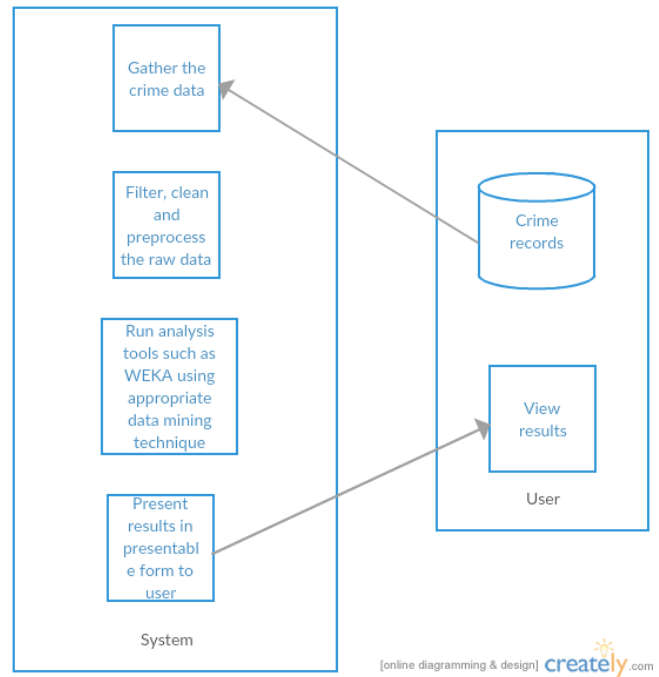 Gather the
crime data
Filter, clean
and
preprocess
the raw data
Run analysis
tools such as
WEKA using
appropriate
data mining
technique
Present
results in
presentabl
e form to
user
System
Crime
records
View
results
User
[online diagramming & design] creately.com